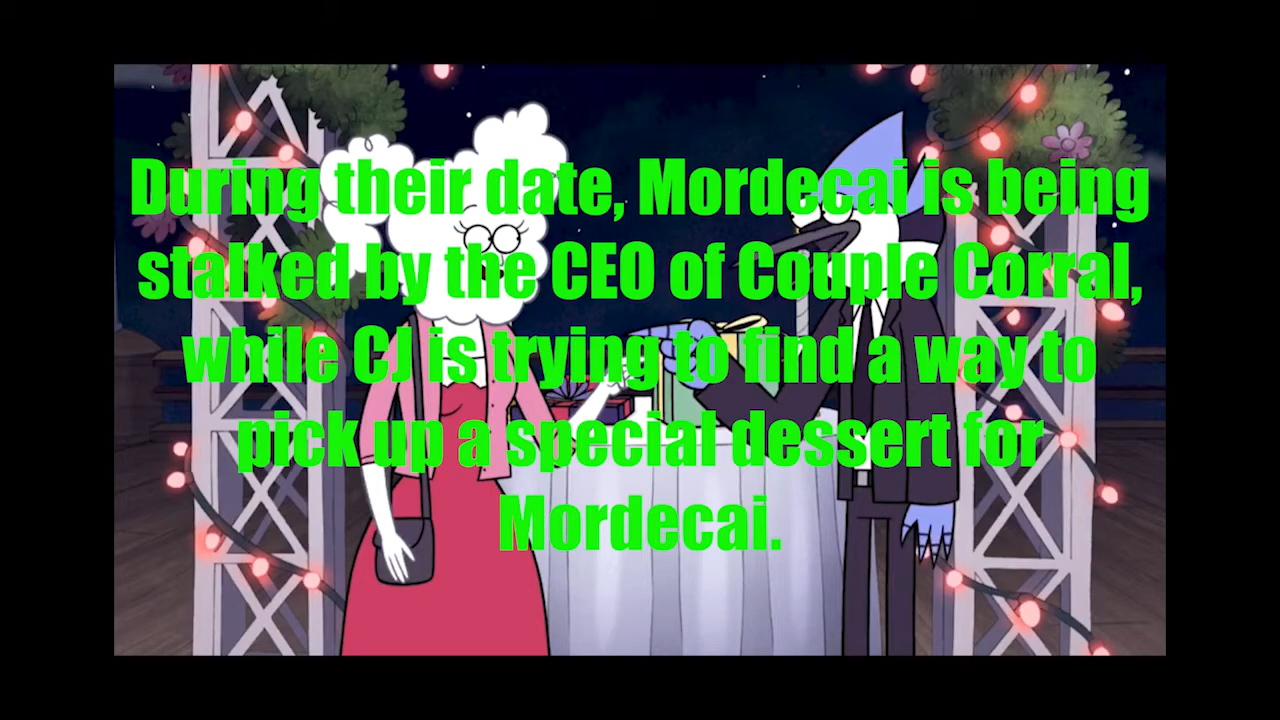 During their date, Mordecai is being
stalked by the CEO of Couple Corral,
while CJ is trying to find a way to
pick up a special dessert for
Mordecai.